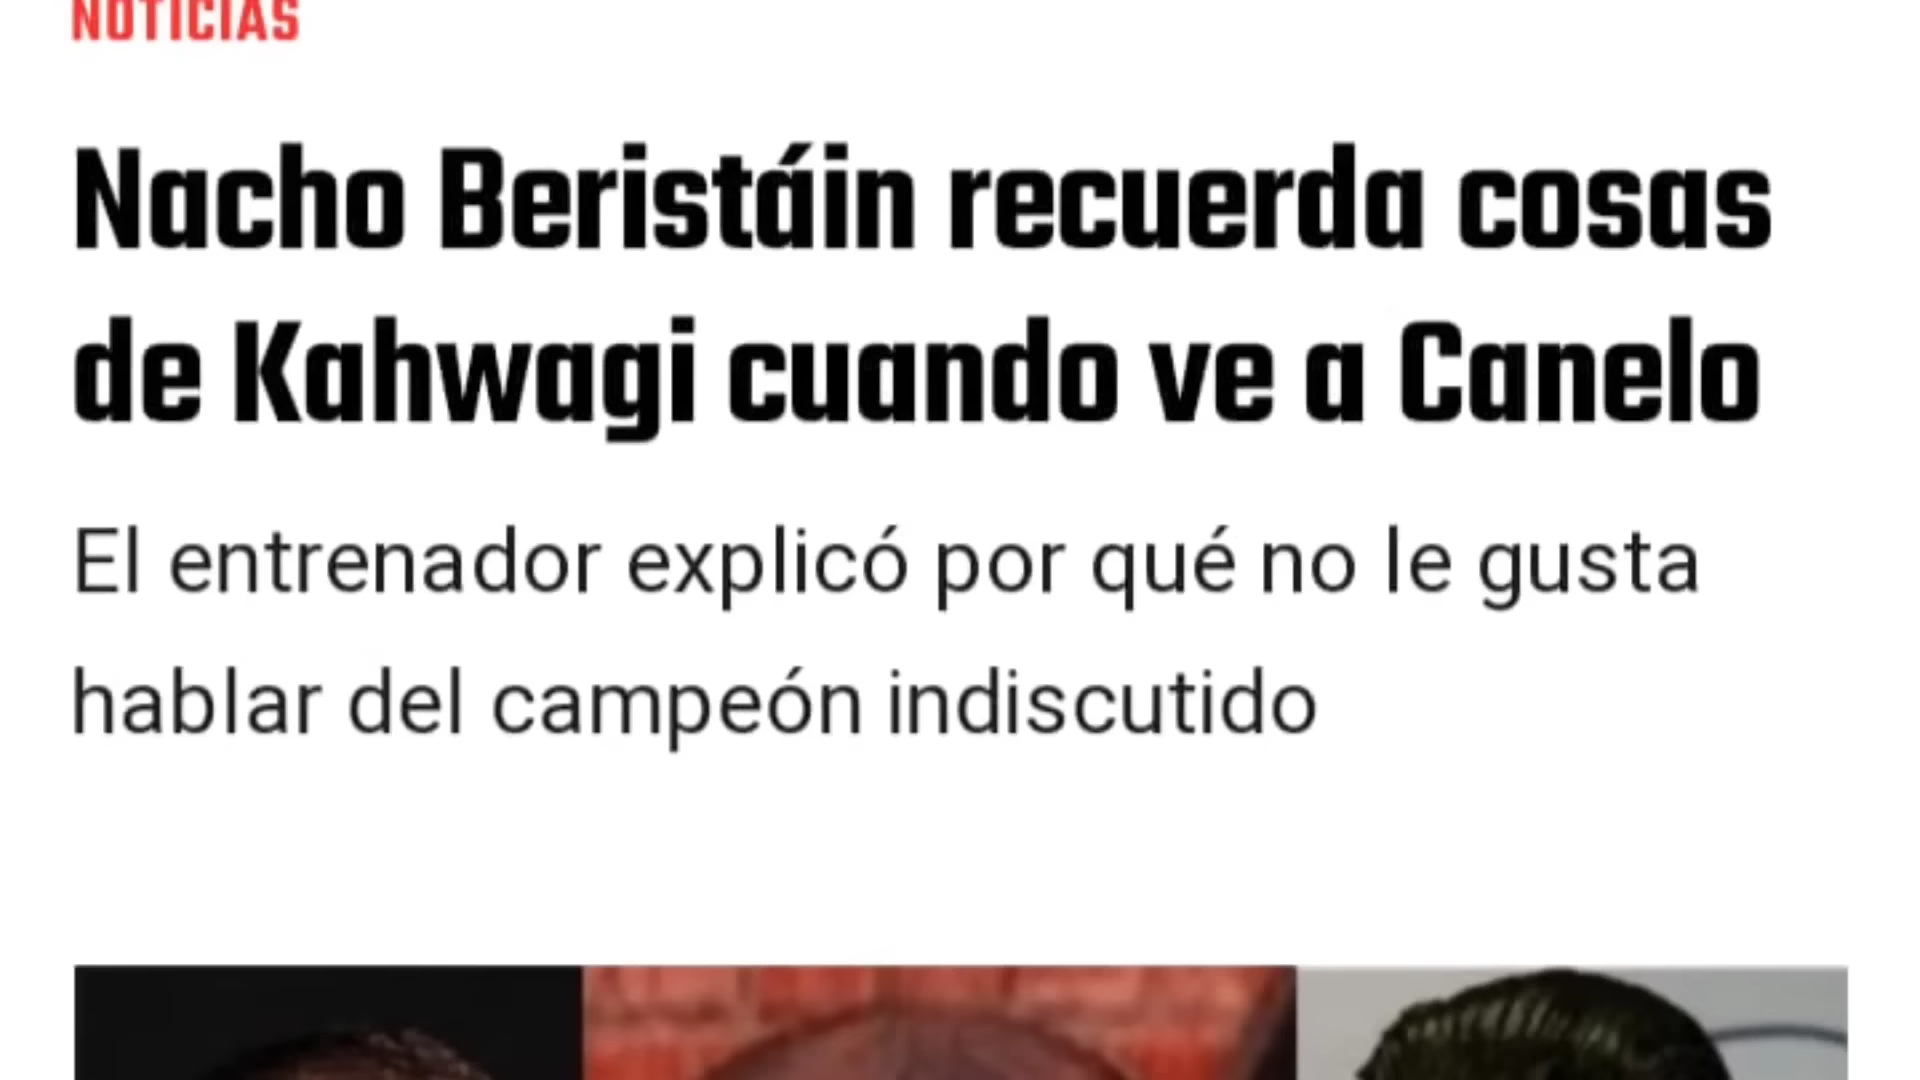 NOTICIAS
Nacho Beristáin recuerda cosas
de Kahwagi cuando ve a Canelo
El entrenador explicó por qué no le gusta
hablar del campeón indiscutido